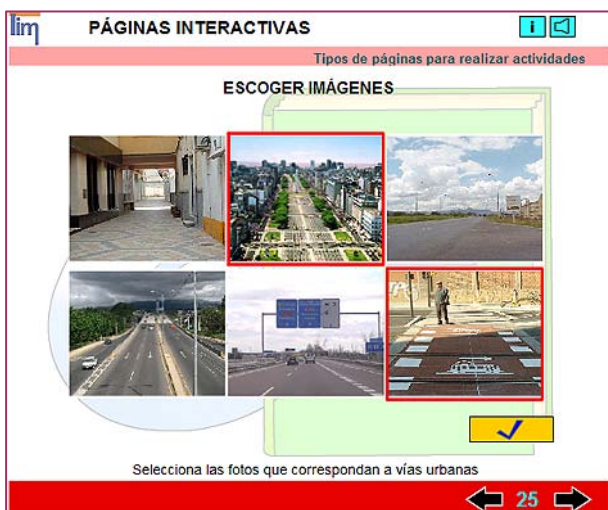 lim
PÁGINAS INTERACTIVAS
i
Tipos de páginas para realizar actividades
ESCOGER IMÁGENES
Selecciona las fotos que correspondan a vías urbanas
25